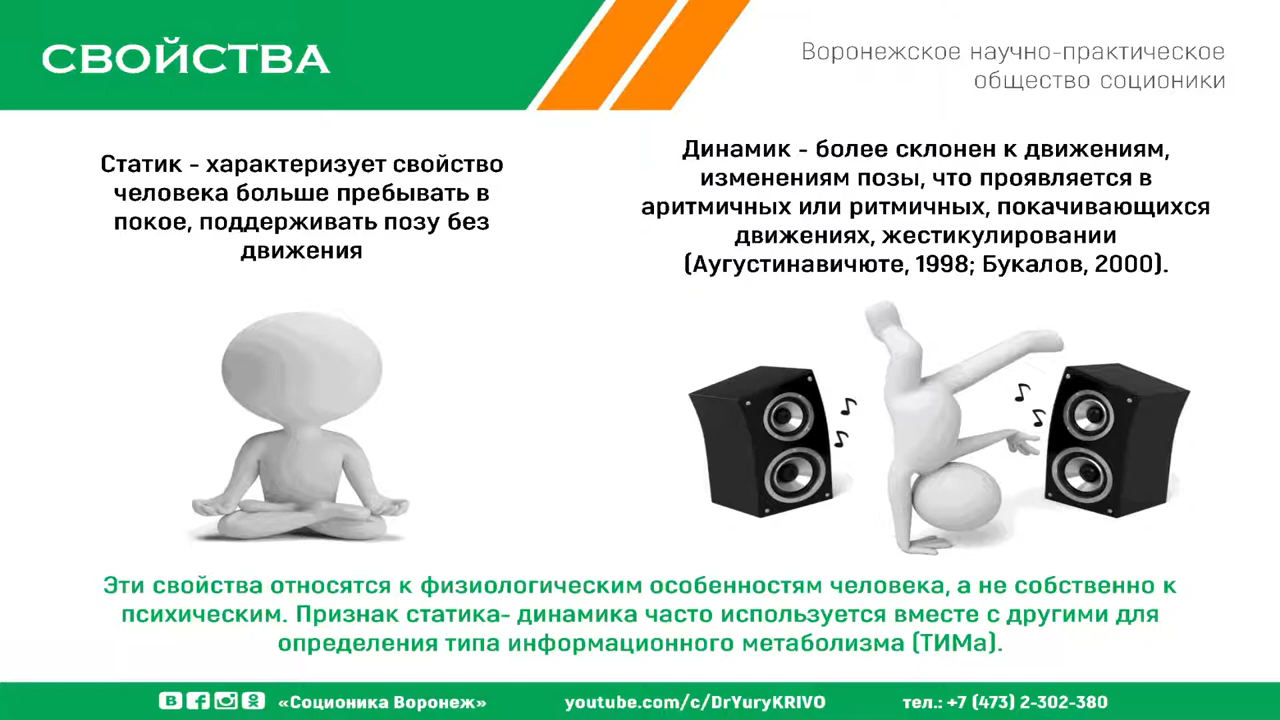 СВОЙСТВА
Воронежское научно-практическое
общество соционики
Статик - характеризует свойство
человека больше пребывать в
покое, поддерживать позу без
движения
Динамик - более склонен к движениям,
изменениям позы, что проявляется в
аритмичных или ритмичных, покачивающихся
движениях, жестикулировании
(Аугустинавичюте, 1998; Букалов, 2000).
Эти свойства относятся к физиологическим особенностям человека, а не собственно к
психическим. Признак статика- динамика часто используется вместе с другими для
определения типа информационного метаболизма (ТИМа).
«Соционика Воронеж»
youtube.com/c/DrYuryKRIVO
тел.: +7 (473) 2-302-380